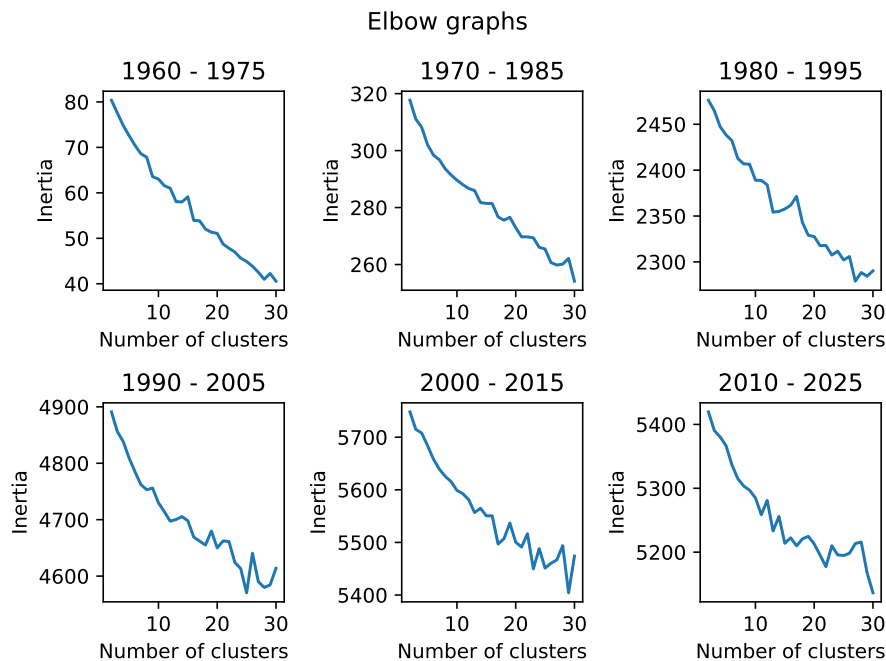 Elbow graphs
1960 - 1975
80
70
60
50
40
Inertia
10 20 30
Number of clusters
1970 - 1985
320
300
280
260
Inertia
10 20 30
Number of clusters
1980 - 1995
2450
2400
2350
2300
Inertia
10 20 30
Number of clusters
1990 - 2005
4900
4800
4700
4600
Inertia
10 20 30
Number of clusters
2000 - 2015
5700
5600
5500
5400
Inertia
10 20 30
Number of clusters
2010 - 2025
5400
5300
5200
Inertia
10 20 30
Number of clusters